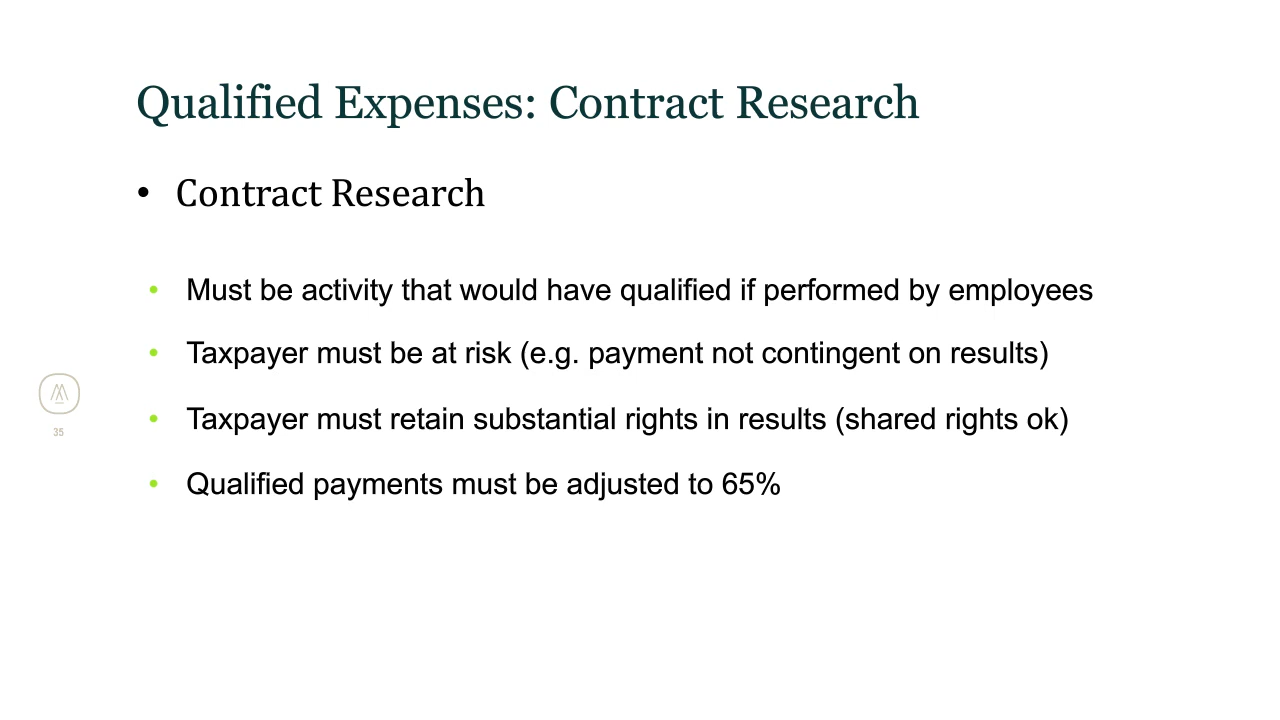 Qualified Expenses: Contract Research
• Contract Research
• Must be activity that would have qualified if performed by employees
• Taxpayer must be at risk (e.g. payment not contingent on results)
• Taxpayer must retain substantial rights in results (shared rights ok)
• Qualified payments must be adjusted to 65%
35